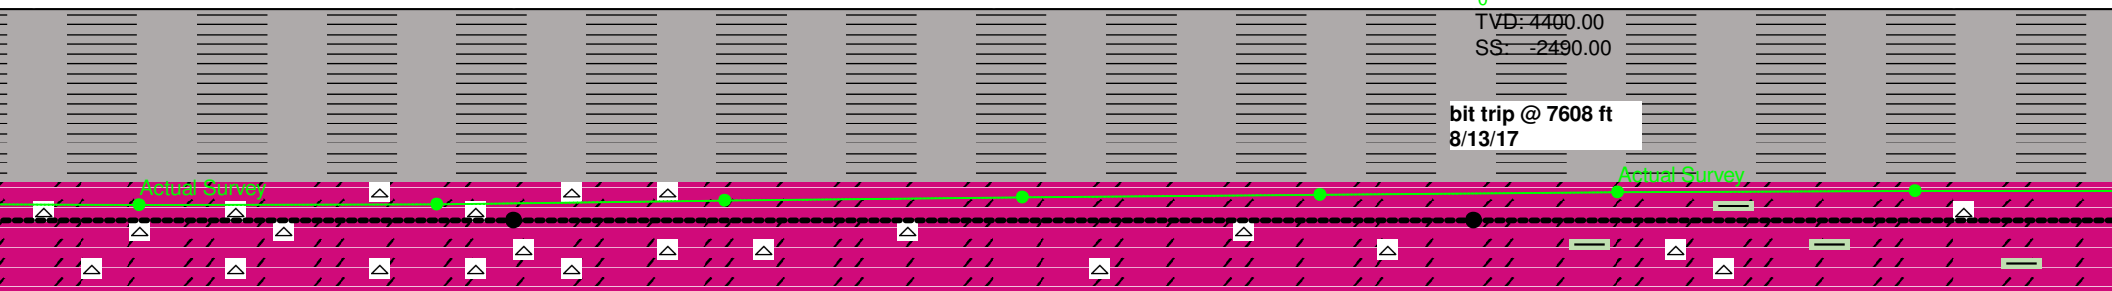 TVD: 4400.00
SS: -2490.00
bit trip @ 7608 ft
8/13/17
Actual Survey
Actual Survey